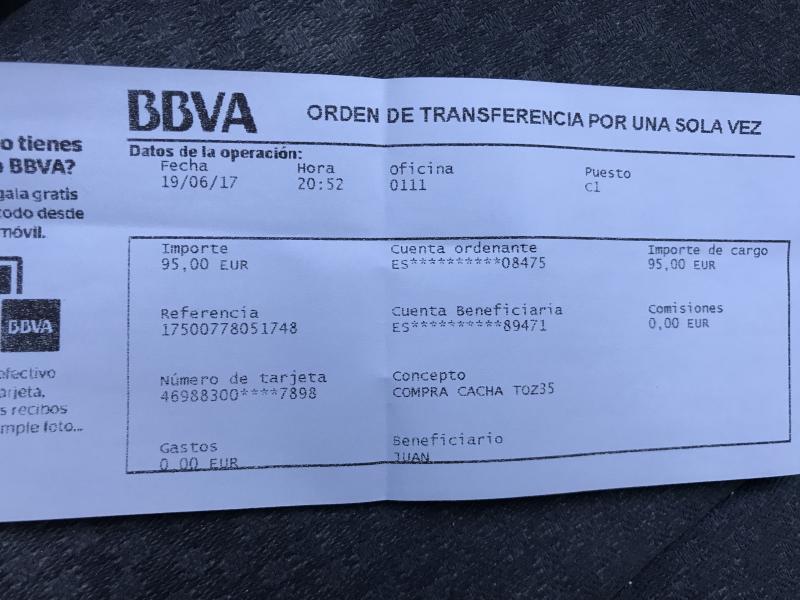 BBVA
ORDEN DE TRANSFERENCIA POR UNA SOLA VEZ
Datos de la operación:
Fecha Hora Oficina Puesto
19/06/17 20:52 0111 C1
Importe Cuenta ordenante Importe de cargo
95,00 EUR ES**********08475 95,00 EUR
Referencia Cuenta Beneficiaria Comisiones
17500778051748 ES**********89471 0,00 EUR
Número de tarjeta Concepto
46988300****7898 COMPRA CACHA TOZ35
Gastos Beneficiario
0,00 EUR JUAN
o tienes
BBVA?
gala gratis
todo desde
móvil.
BBVA
efectivo
arjeta,
s recibos
mple foto...